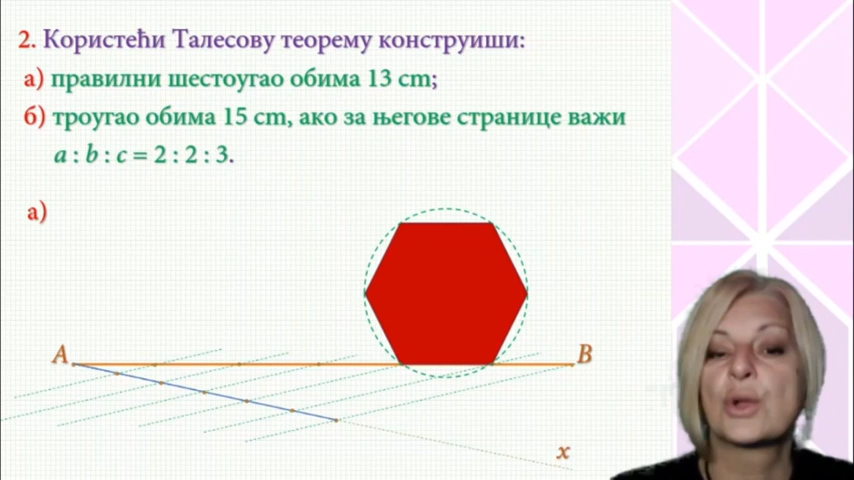 2. Користећи Талесову теорему конструиши:
а) правилни шестоугао обима 13 cm;
б) троугао обима 15 cm, ако за његове странице важи
a : b : c = 2 : 2 : 3.
а)
A
B
x